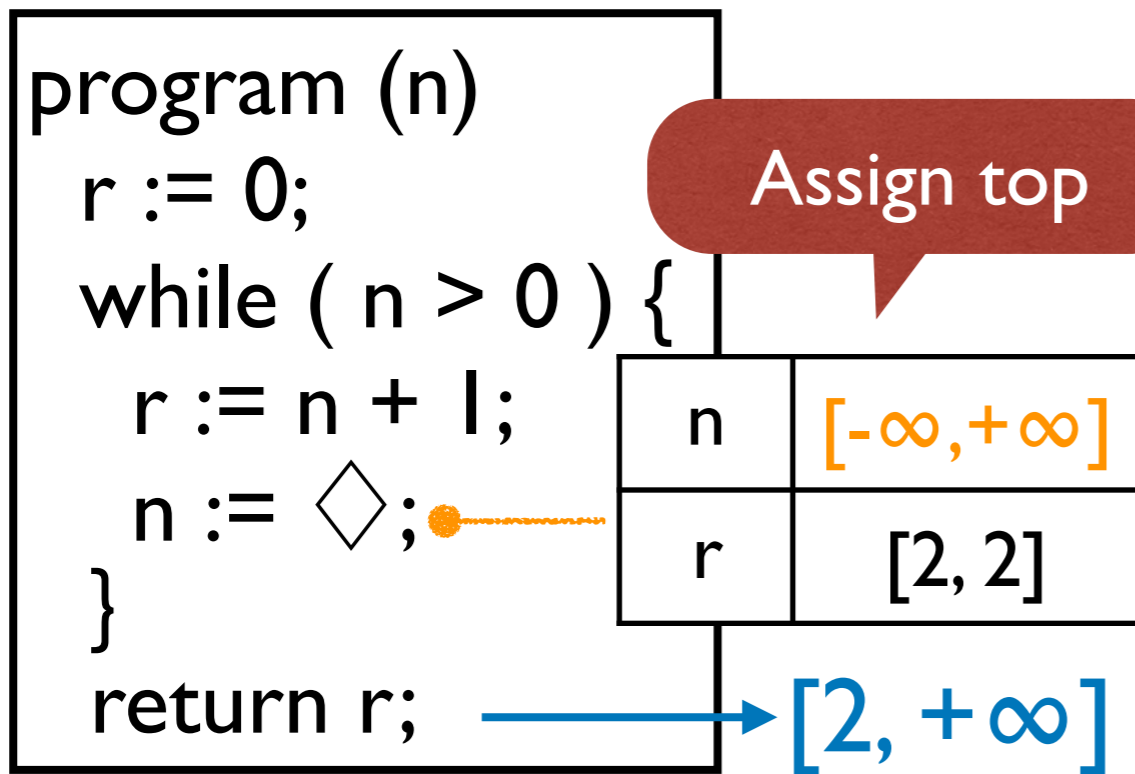 program (n)
r := 0;
while ( n > 0 ) {
r := n + 1;
n := ◇;
}
return r;
Assign top
n [-∞,+∞]
r [2, 2]
[2, +∞]